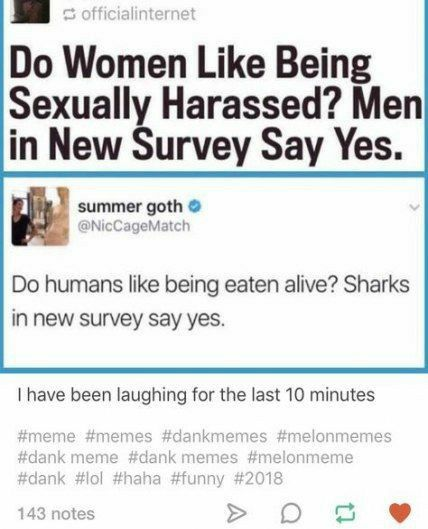 officialinternet
Do Women Like Being
Sexually Harassed? Men
in New Survey Say Yes.
summer goth
@NicCageMatch
Do humans like being eaten alive? Sharks
in new survey say yes.
I have been laughing for the last 10 minutes
#meme #memes #dankmemes #melonmemes
#dank meme #dank memes #melonmeme
#dank #lol #haha #funny #2018
143 notes